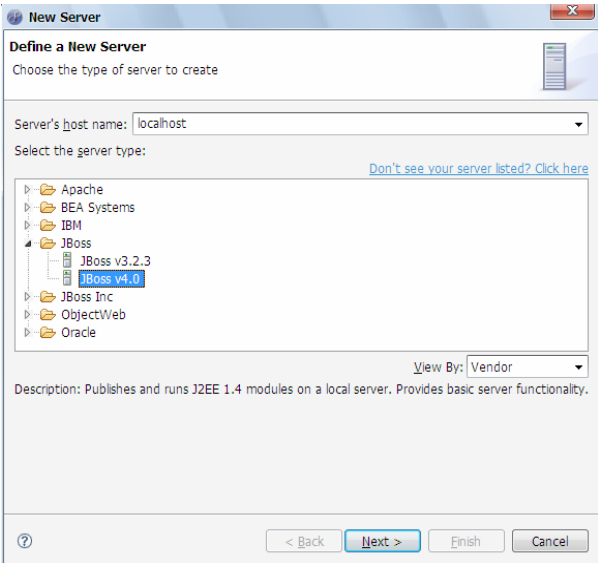 New Server
Define a New Server
Choose the type of server to create
Server's host name: localhost
Select the server type:
Don't see your server listed? Click here
Apache
BEA Systems
IBM
JBoss
JBoss v3.2.3
JBoss v4.0
JBoss Inc
ObjectWeb
Oracle
View By: Vendor
Description: Publishes and runs J2EE 1.4 modules on a local server. Provides basic server functionality.
? < Back Next > Finish Cancel